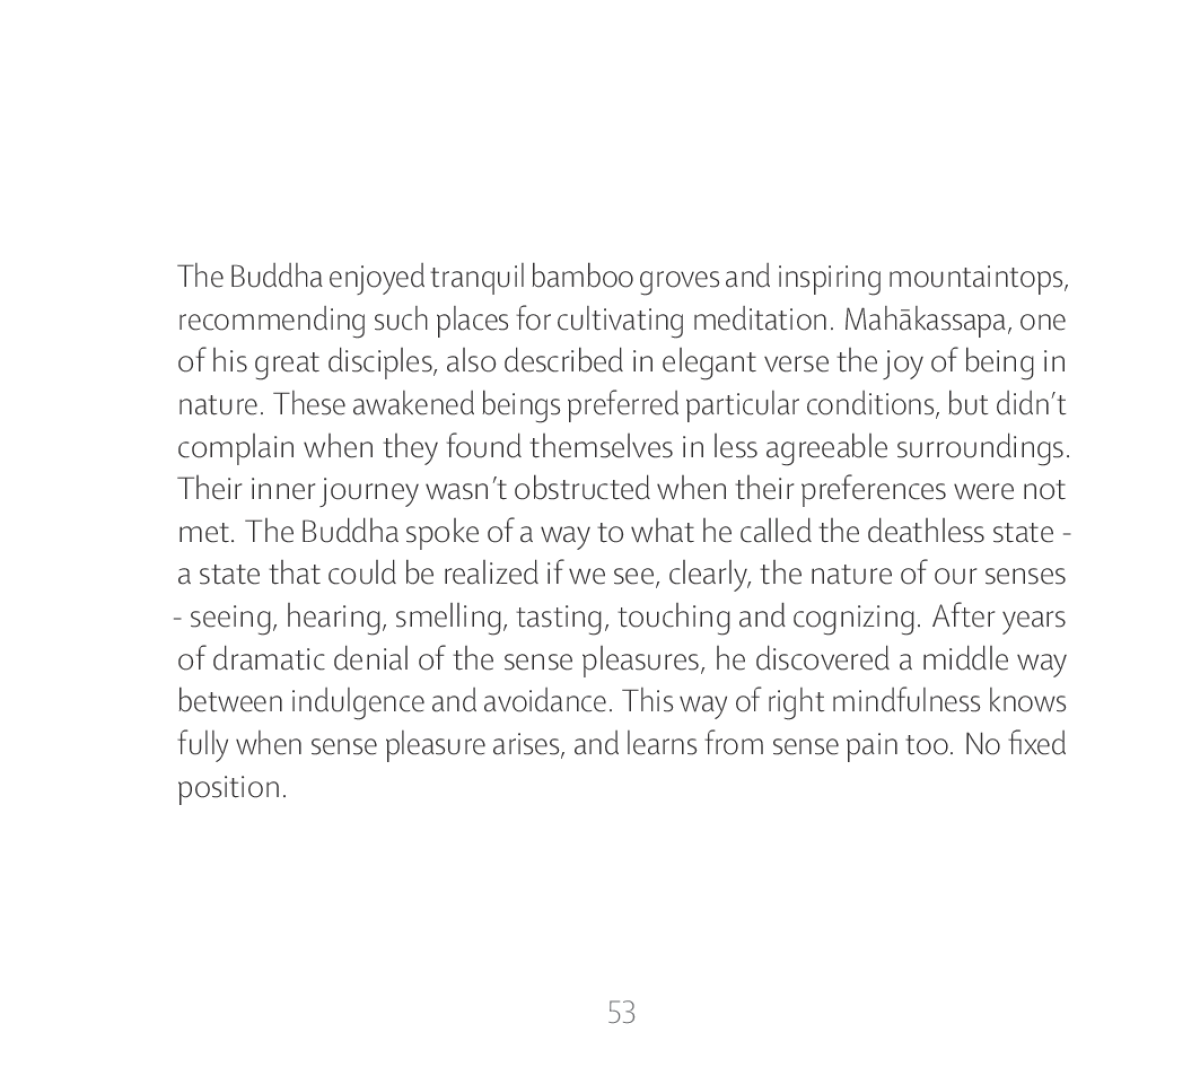 The Buddha enjoyed tranquil bamboo groves and inspiring mountaintops,
recommending such places for cultivating meditation. Mahākassapa, one
of his great disciples, also described in elegant verse the joy of being in
nature. These awakened beings preferred particular conditions, but didn’t
complain when they found themselves in less agreeable surroundings.
Their inner journey wasn’t obstructed when their preferences were not
met. The Buddha spoke of a way to what he called the deathless state -
a state that could be realized if we see, clearly, the nature of our senses
- seeing, hearing, smelling, tasting, touching and cognizing. After years
of dramatic denial of the sense pleasures, he discovered a middle way
between indulgence and avoidance. This way of right mindfulness knows
fully when sense pleasure arises, and learns from sense pain too. No fixed
position.
53